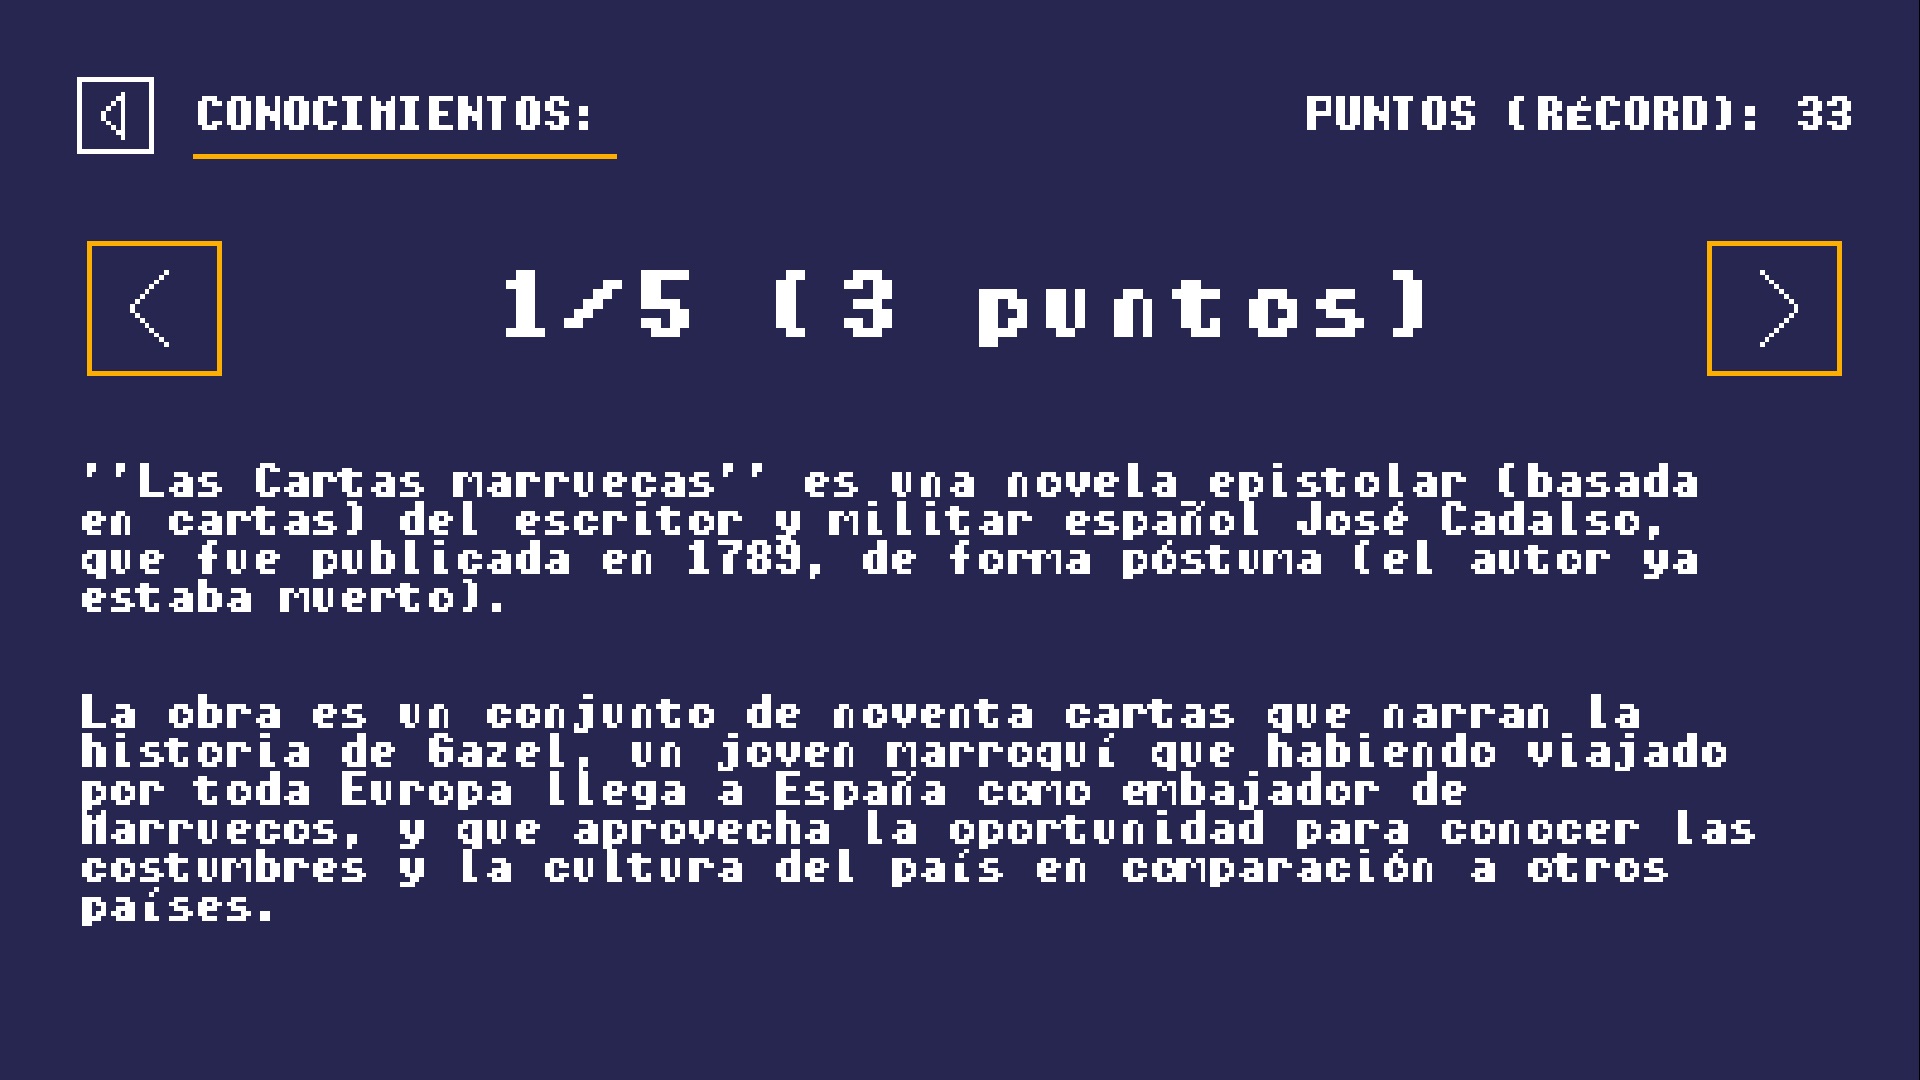 CONOCIMIENTOS:
PUNTOS (RÉCORD): 33
1/5 (3 puntos)
''Las Cartas marruecas'' es una novela epistolar (basada
en cartas) del escritor y militar español José Cadalso,
que fue publicada en 1789, de forma póstuma (el autor ya
estaba muerto).
La obra es un conjunto de noventa cartas que narran la
historia de Gazel, un joven marroquí que habiendo viajado
por toda Europa llega a España como embajador de
Marruecos, y que aprovecha la oportunidad para conocer las
costumbres y la cultura del país en comparación a otros
países.